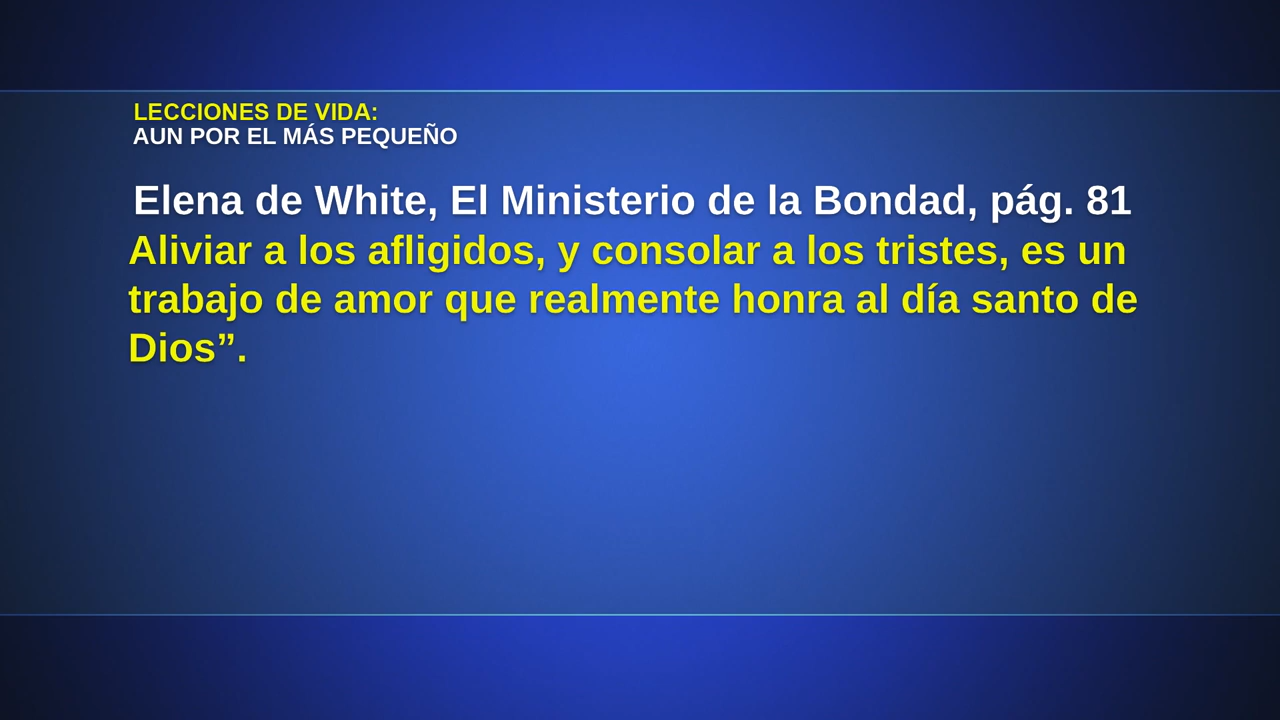 LECCIONES DE VIDA:
AUN POR EL MÁS PEQUEÑO
Elena de White, El Ministerio de la Bondad, pág. 81
Aliviar a los afligidos, y consolar a los tristes, es un
trabajo de amor que realmente honra al día santo de
Dios”.